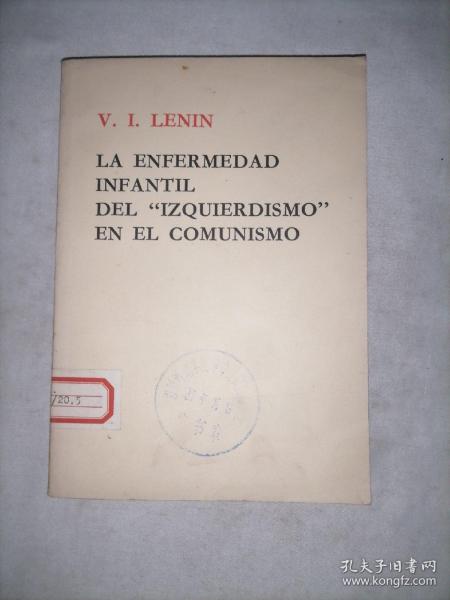 V. I. LENIN
LA ENFERMEDAD
INFANTIL
DEL “IZQUIERDISMO”
EN EL COMUNISMO
/20.5
孔夫子旧书网
www.kongfz.com